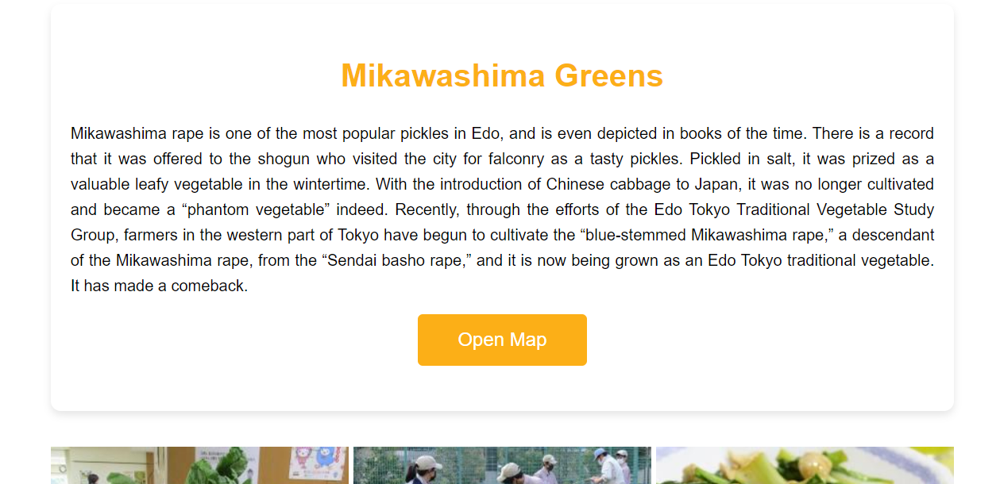 Mikawashima Greens
Mikawashima rape is one of the most popular pickles in Edo, and is even depicted in books of the time. There is a record
that it was offered to the shogun who visited the city for falconry as a tasty pickles. Pickled in salt, it was prized as a
valuable leafy vegetable in the wintertime. With the introduction of Chinese cabbage to Japan, it was no longer cultivated
and became a “phantom vegetable” indeed. Recently, through the efforts of the Edo Tokyo Traditional Vegetable Study
Group, farmers in the western part of Tokyo have begun to cultivate the “blue-stemmed Mikawashima rape,” a descendant
of the Mikawashima rape, from the “Sendai basho rape,” and it is now being grown as an Edo Tokyo traditional vegetable.
It has made a comeback.
Open Map